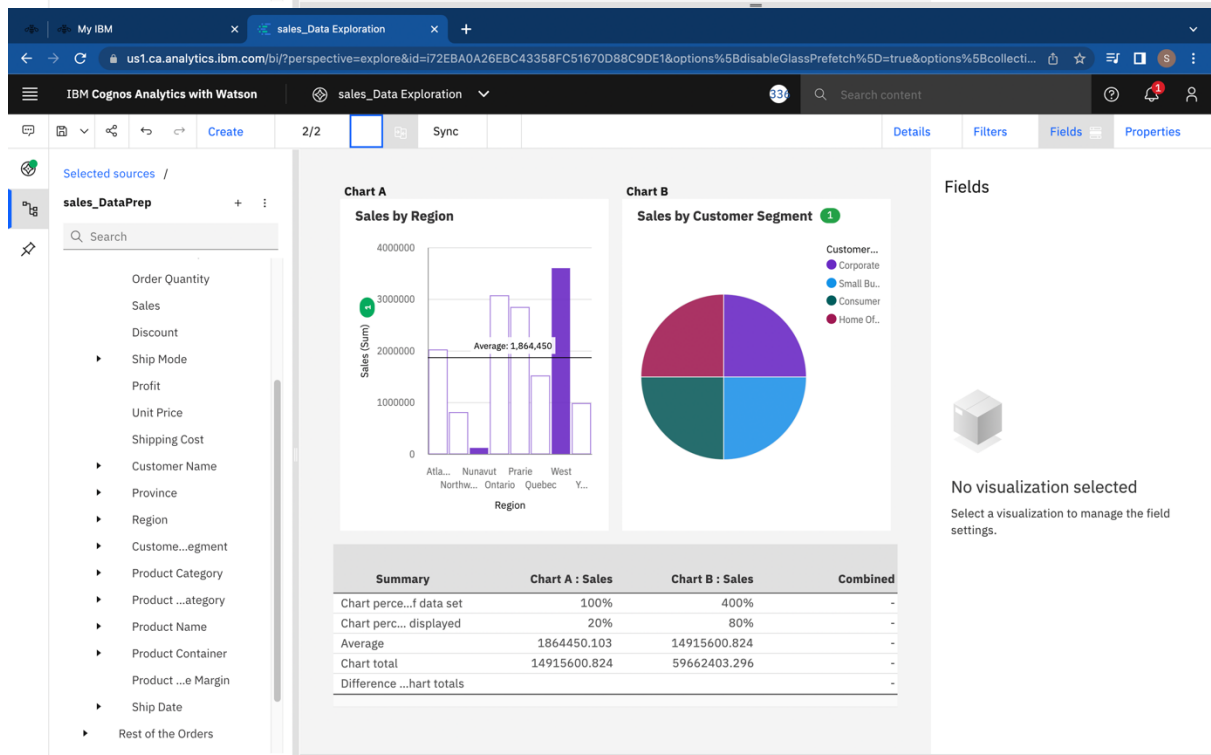 My IBM
sales_Data Exploration
us1.ca.analytics.ibm.com/bi/?perspective=explore&id=i72EBA0A26EBC43358FC51670D88C9DE1&options%5BdisableGlassPrefetch%5D=true&options%5Bcollecti...
S
IBM Cognos Analytics with Watson
sales_Data Exploration
336
Search content
1
Create
2/2
Sync
Details
Filters
Fields
Properties
Selected sources /
sales_DataPrep
Search
Order Quantity
Sales
Discount
Ship Mode
Profit
Unit Price
Shipping Cost
Customer Name
Province
Region
Custome...egment
Product Category
Product ...ategory
Product Name
Product Container
Product ...e Margin
Ship Date
Rest of the Orders
Chart A
Sales by Region
4000000
3000000
2000000
1000000
0
1
Sales (Sum)
Average: 1,864,450
Atla... Nunavut Prarie West
Northw... Ontario Quebec Y...
Region
Chart B
Sales by Customer Segment 1
Customer...
Corporate
Small Bu..
Consumer
Home Of..
Summary Chart A : Sales Chart B : Sales Combined
Chart perce...f data set 100% 400% -
Chart perc... displayed 20% 80% -
Average 1864450.103 14915600.824 -
Chart total 14915600.824 59662403.296 -
Difference ...hart totals -
Fields
No visualization selected
Select a visualization to manage the field
settings.